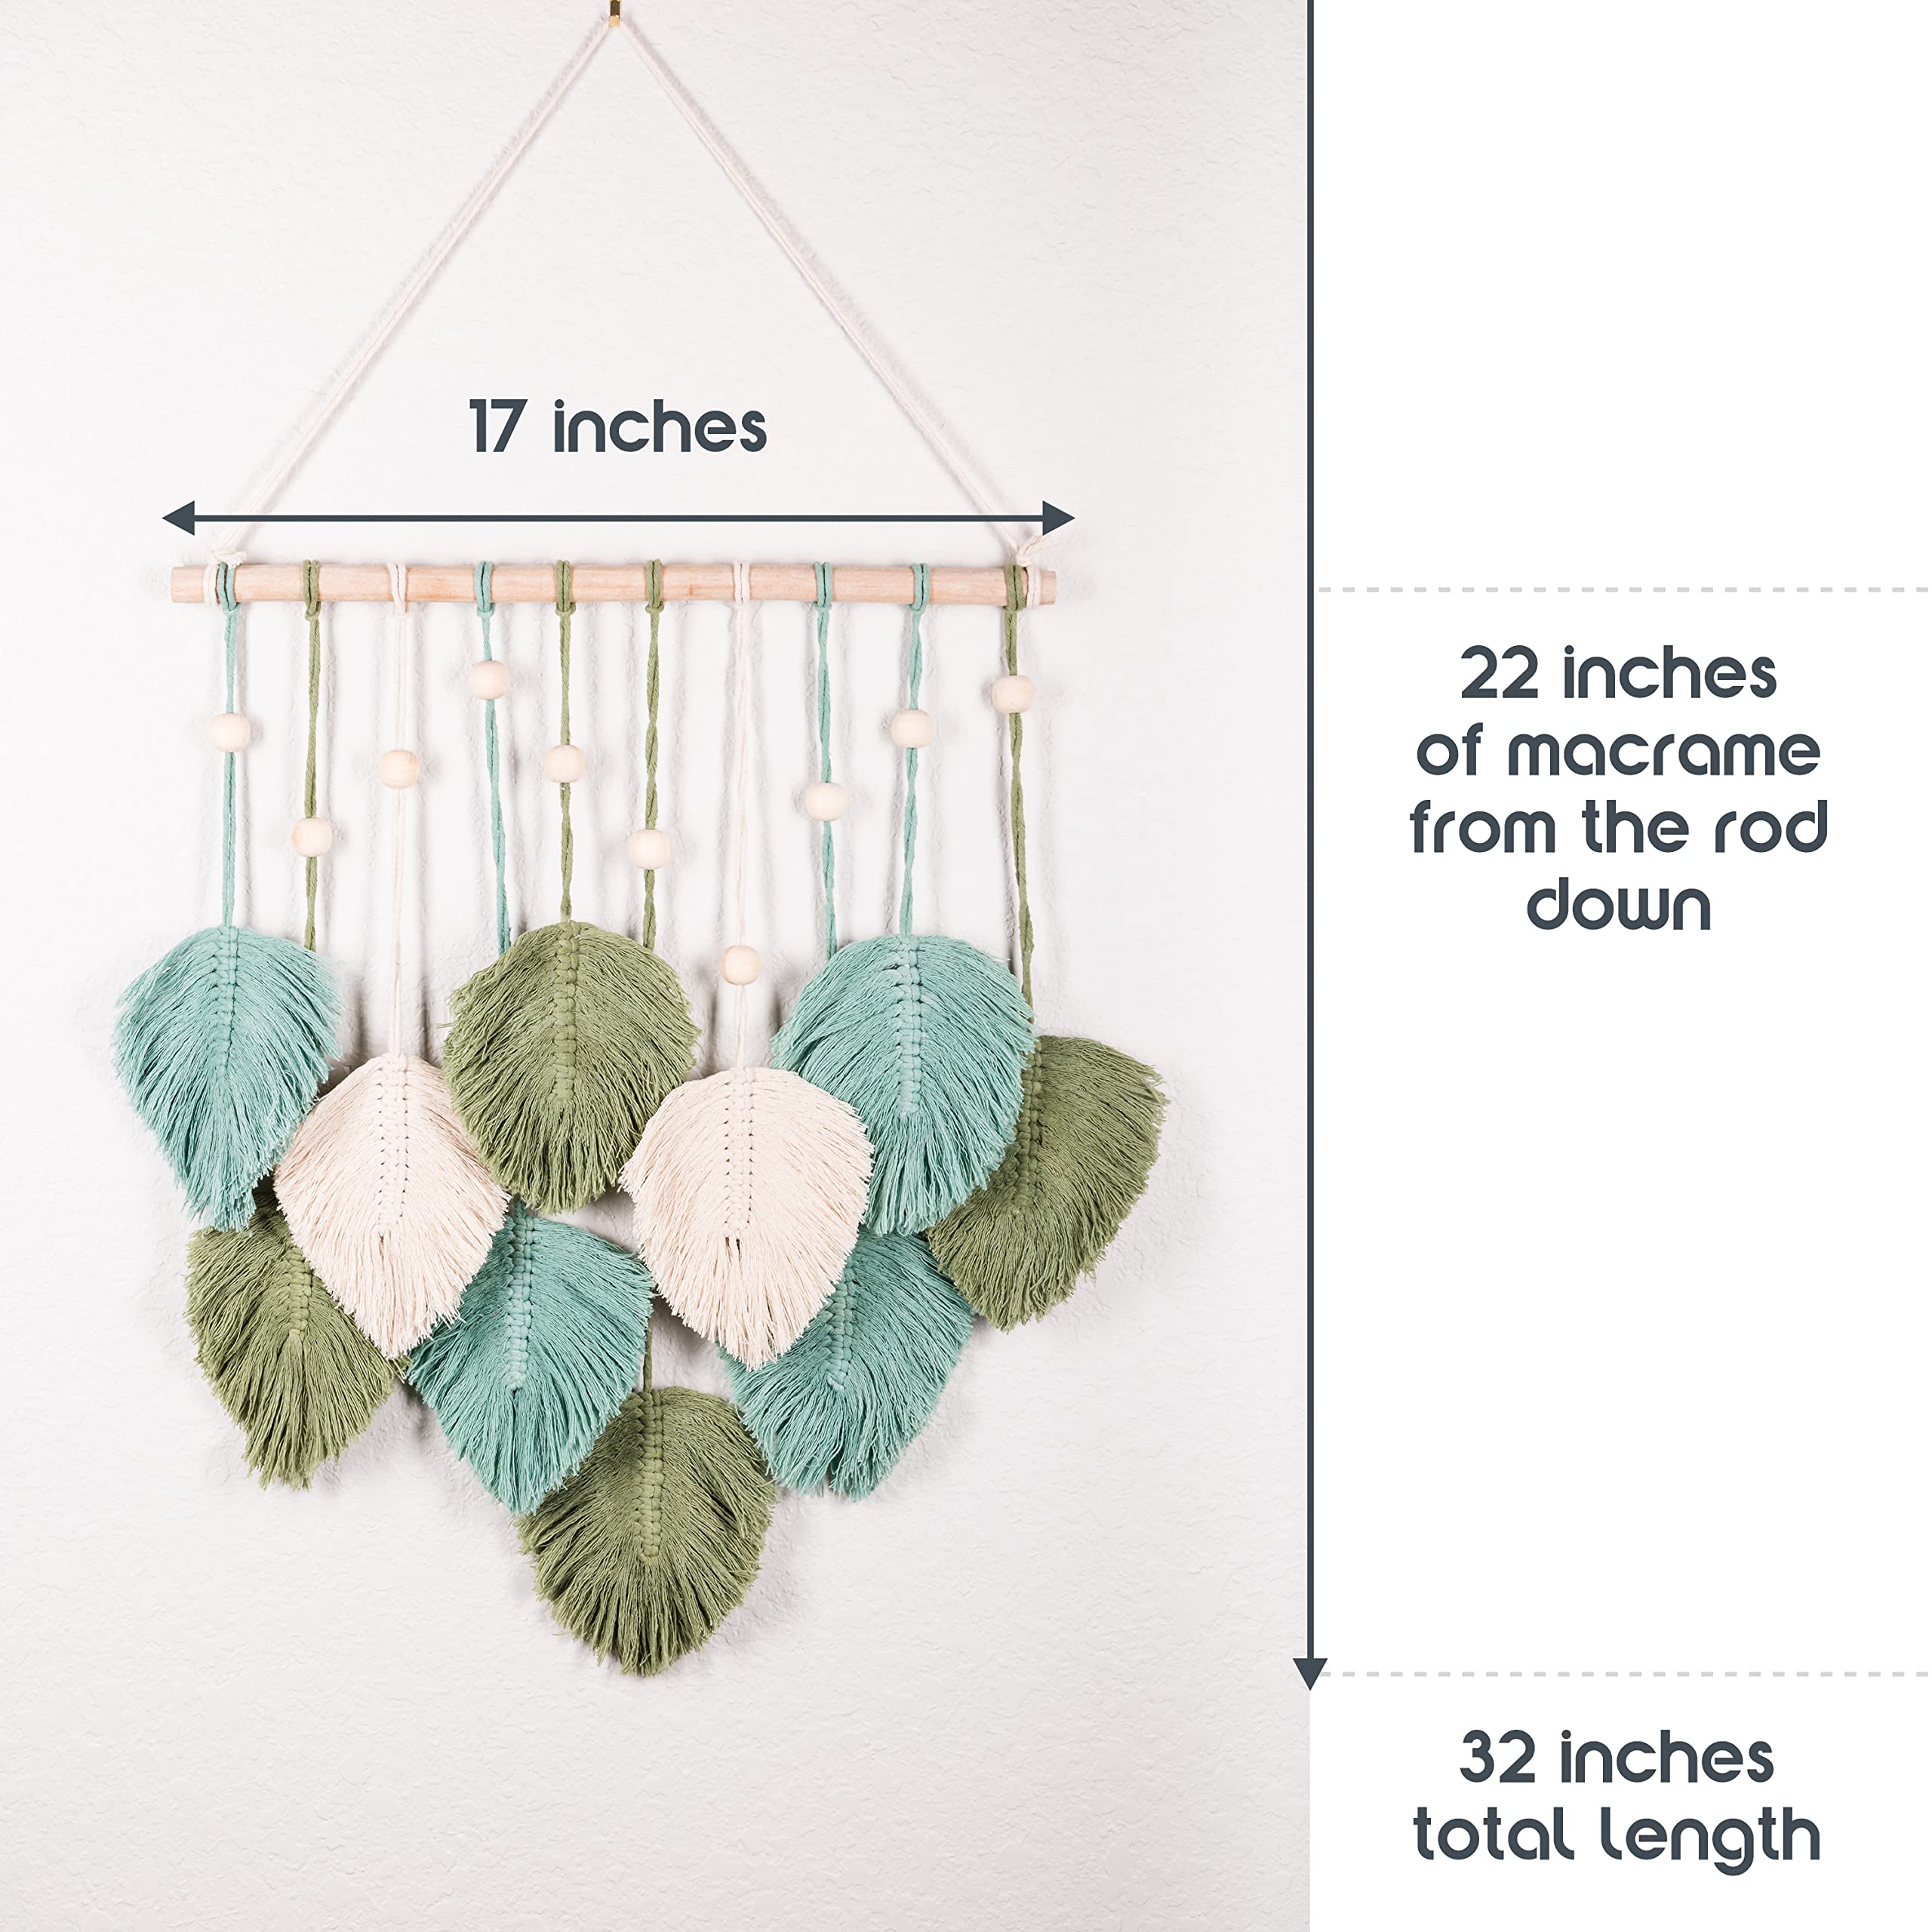 17 inches
22 inches
of macrame
from the rod
down
32 inches
total length